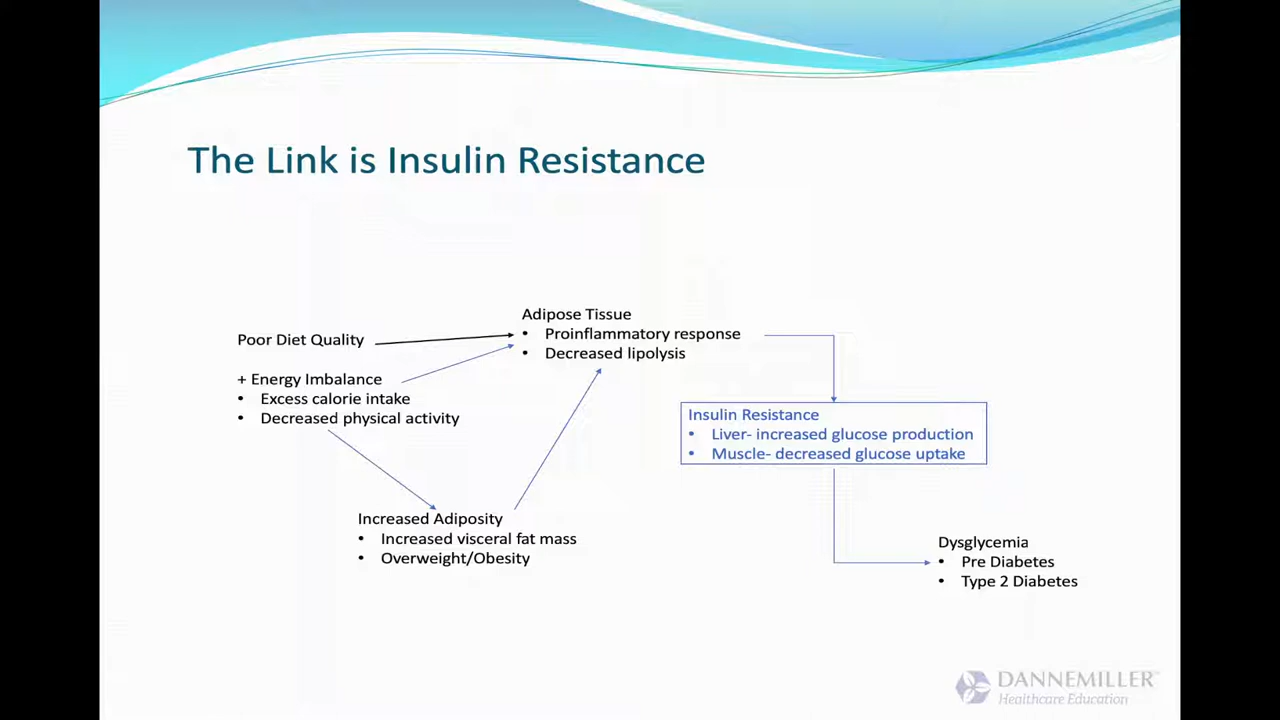 The Link is Insulin Resistance
Poor Diet Quality
+ Energy Imbalance
• Excess calorie intake
• Decreased physical activity
Adipose Tissue
• Proinflammatory response
• Decreased lipolysis
Increased Adiposity
• Increased visceral fat mass
• Overweight/Obesity
Insulin Resistance
• Liver- increased glucose production
• Muscle- decreased glucose uptake
Dysglycemia
• Pre Diabetes
• Type 2 Diabetes
DANNEMILLER™
Healthcare Education